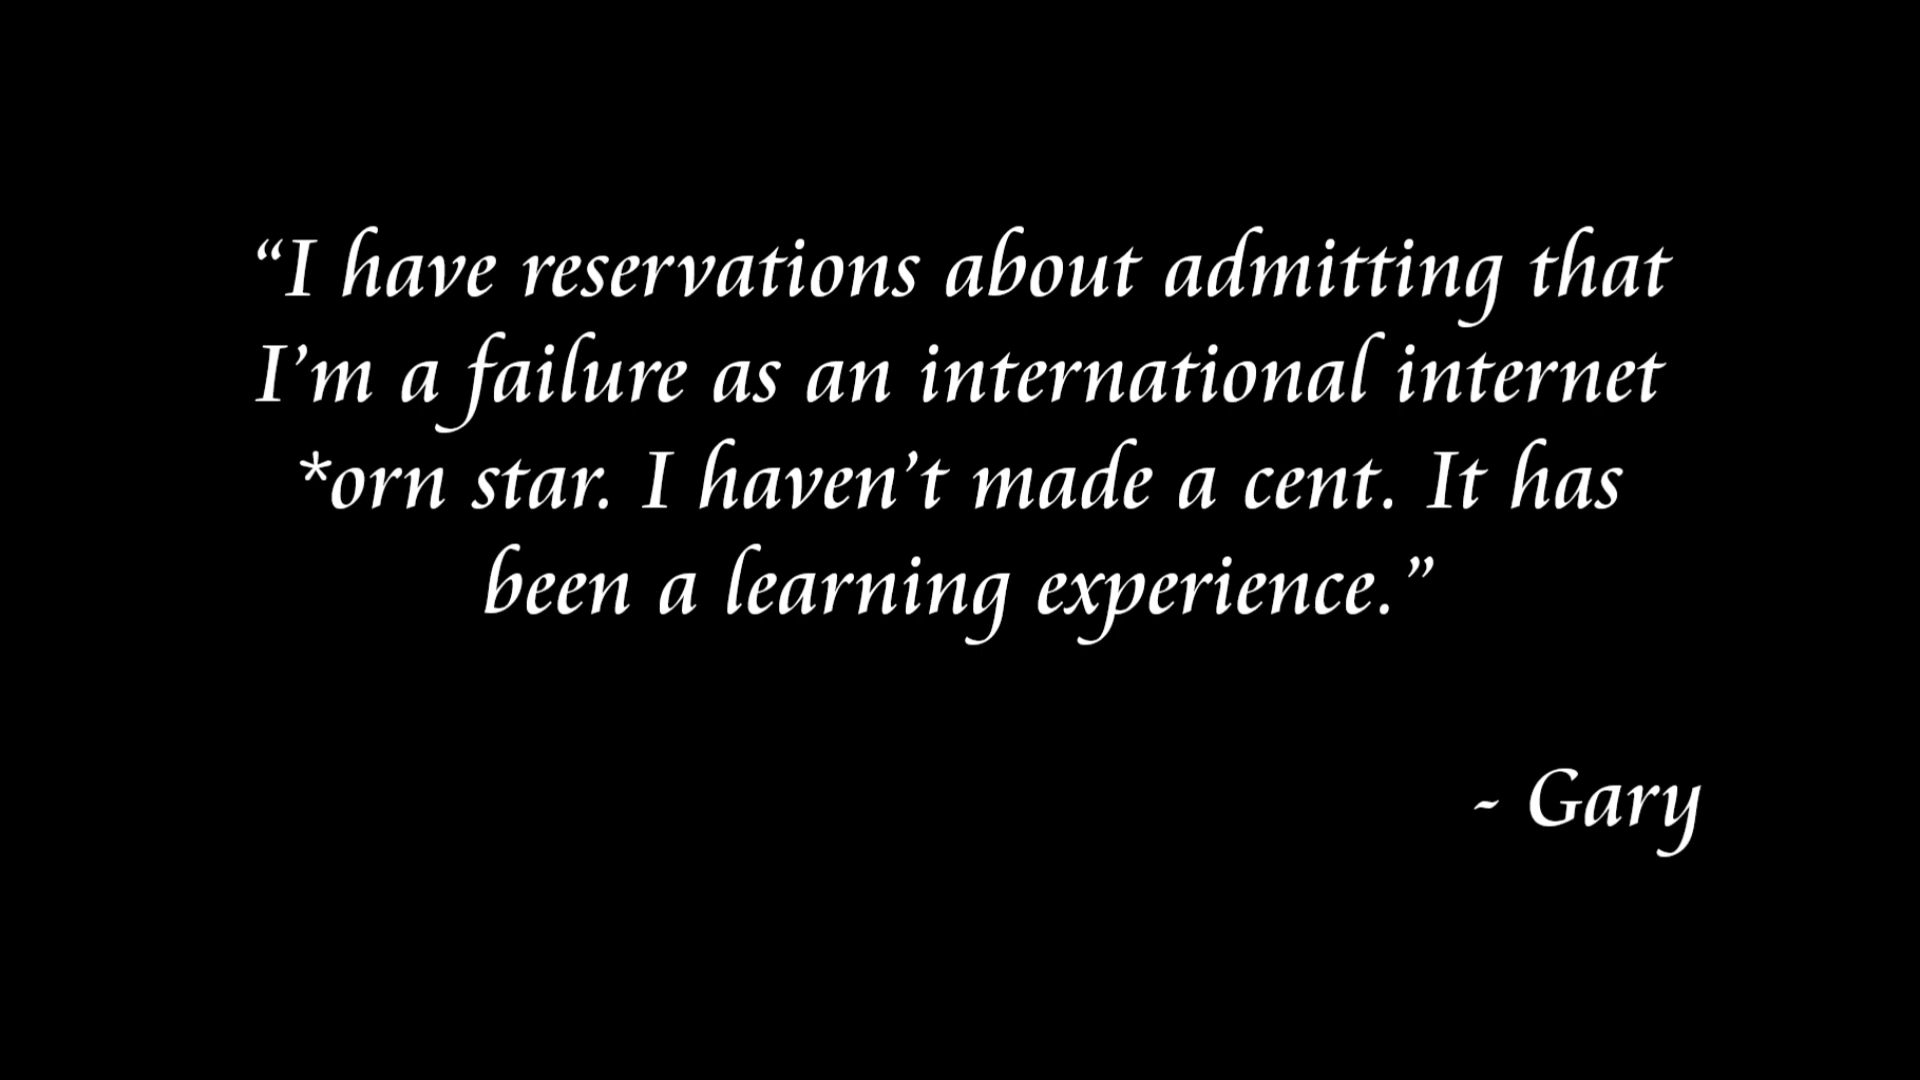 “I have reservations about admitting that
I’m a failure as an international internet
*orn star. I haven’t made a cent. It has
been a learning experience.”
- Gary